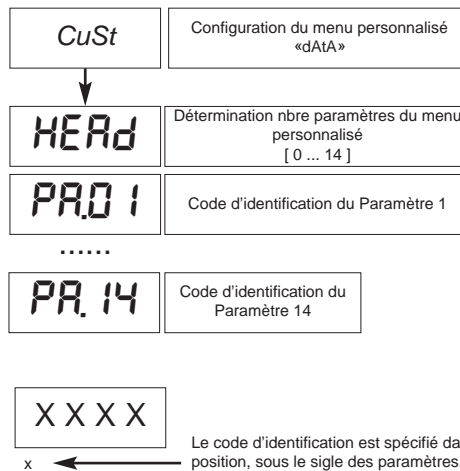 CuSt
Configuration du menu personnalisé
«dAtA»
HEAd
Détermination nbre paramètres du menu
personnalisé
[ 0 ... 14 ]
PA.01
Code d'identification du Paramètre 1
......
PA. 14
Code d'identification du
Paramètre 14
X X X X
Le code d'identification est spécifié da
x
position, sous le sigle des paramètres